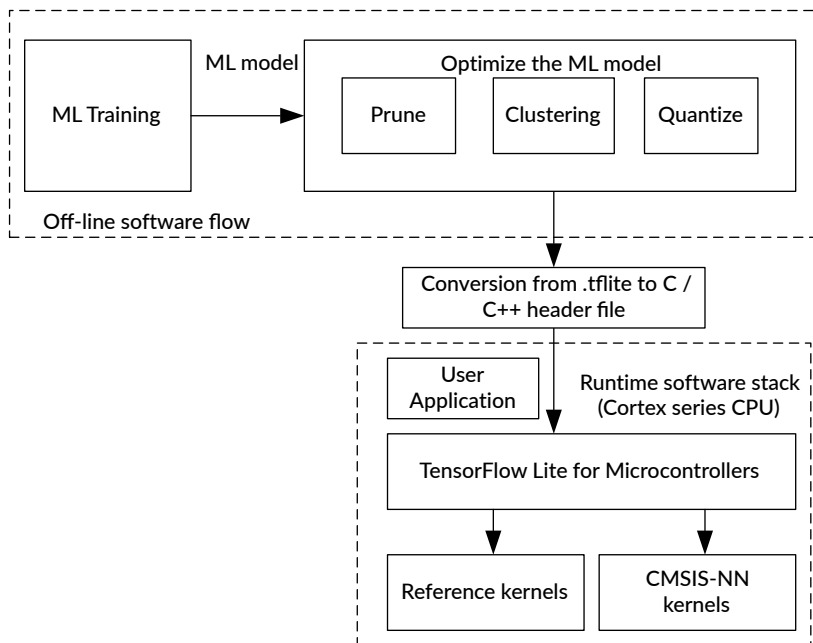 ML Training
ML model
Optimize the ML model
Prune
Clustering
Quantize
Off-line software flow
Conversion from .tflite to C /
C++ header file
User
Application
Runtime software stack
(Cortex series CPU)
TensorFlow Lite for Microcontrollers
Reference kernels
CMSIS-NN
kernels